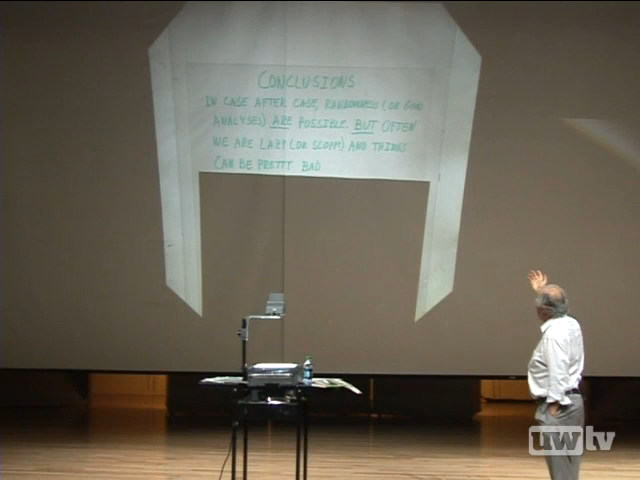 CONCLUSIONS
IN CASE AFTER CASE, RANDOMNESS (OR GOOD
ANALYSES) ARE POSSIBLE. BUT OFTEN
WE ARE LAZY (OR SLOPPY) AND THINGS
CAN BE PRETTY BAD
uwtv